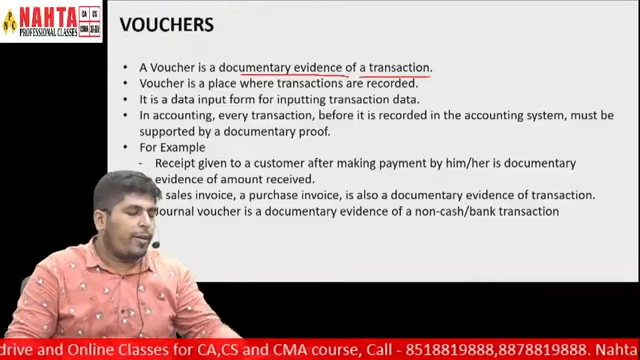 NAHTA
PROFESSIONAL CLASSES
CA CS
VOUCHERS
• A Voucher is a documentary evidence of a transaction.
• Voucher is a place where transactions are recorded.
• It is a data input form for inputting transaction data.
• In accounting, every transaction, before it is recorded in the accounting system, must be
supported by a documentary proof.
• For Example
- Receipt given to a customer after making payment by him/her is documentary
evidence of amount received.
sales invoice, a purchase invoice, is also a documentary evidence of transaction.
Journal voucher is a documentary evidence of a non-cash/bank transaction
drive and Online Classes for CA,CS and CMA course, Call - 8518819888,8878819888. Nahta